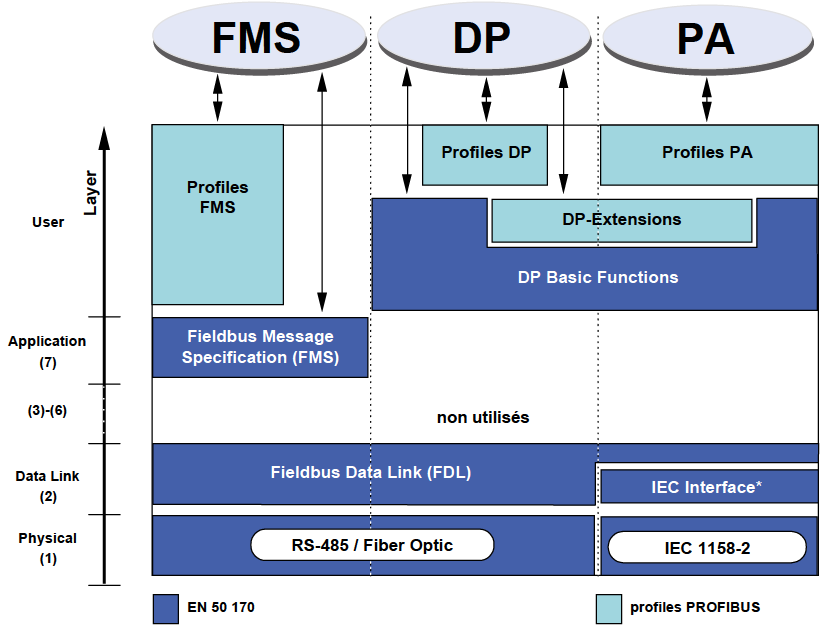 FMS
DP
PA
Layer
User
Profiles
FMS
Profiles DP
Profiles PA
DP-Extensions
DP Basic Functions
Application
(7)
Fieldbus Message
Specification (FMS)
(3)-(6)
non utilisés
Data Link
(2)
Fieldbus Data Link (FDL)
IEC Interface*
Physical
(1)
RS-485 / Fiber Optic
IEC 1158-2
EN 50 170
profiles PROFIBUS